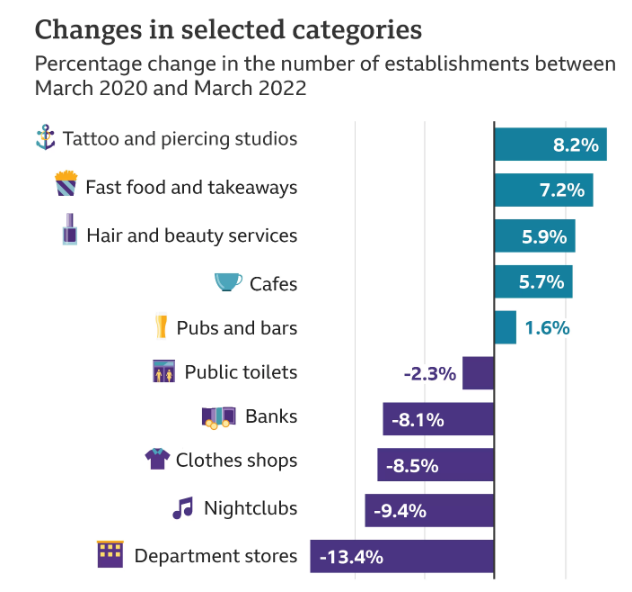 Changes in selected categories
Percentage change in the number of establishments between
March 2020 and March 2022
Tattoo and piercing studios 8.2%
Fast food and takeaways 7.2%
Hair and beauty services 5.9%
Cafes 5.7%
Pubs and bars 1.6%
Public toilets -2.3%
Banks -8.1%
Clothes shops -8.5%
Nightclubs -9.4%
Department stores -13.4%